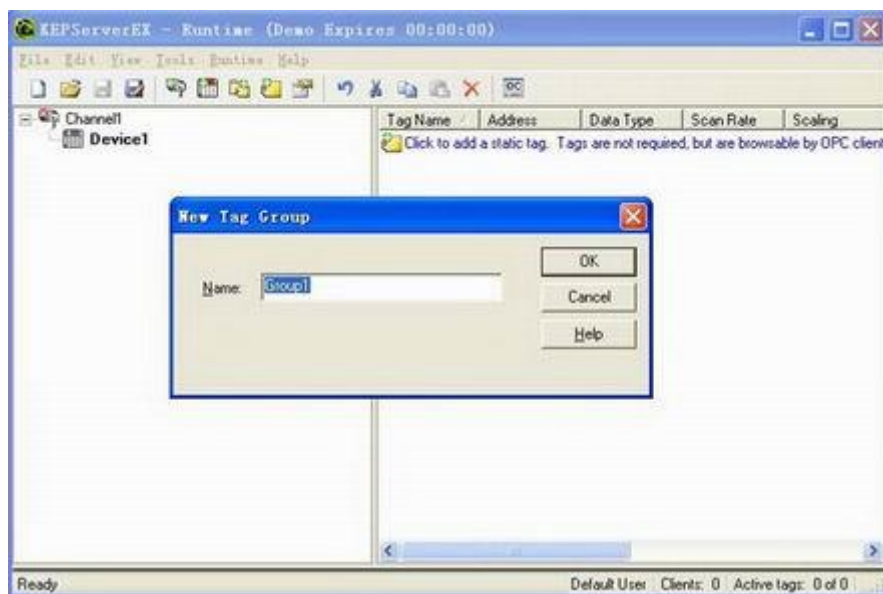 KEPServerEX - Runtime (Demo Expires 00:00:00)
File Edit View Tools Runtime Help
Channel1
Device1
Tag Name Address Data Type Scan Rate Scaling
Click to add a static tag. Tags are not required, but are browsable by OPC client
New Tag Group
Name: Group1
OK
Cancel
Help
Ready Default User Clients: 0 Active tags: 0 of 0